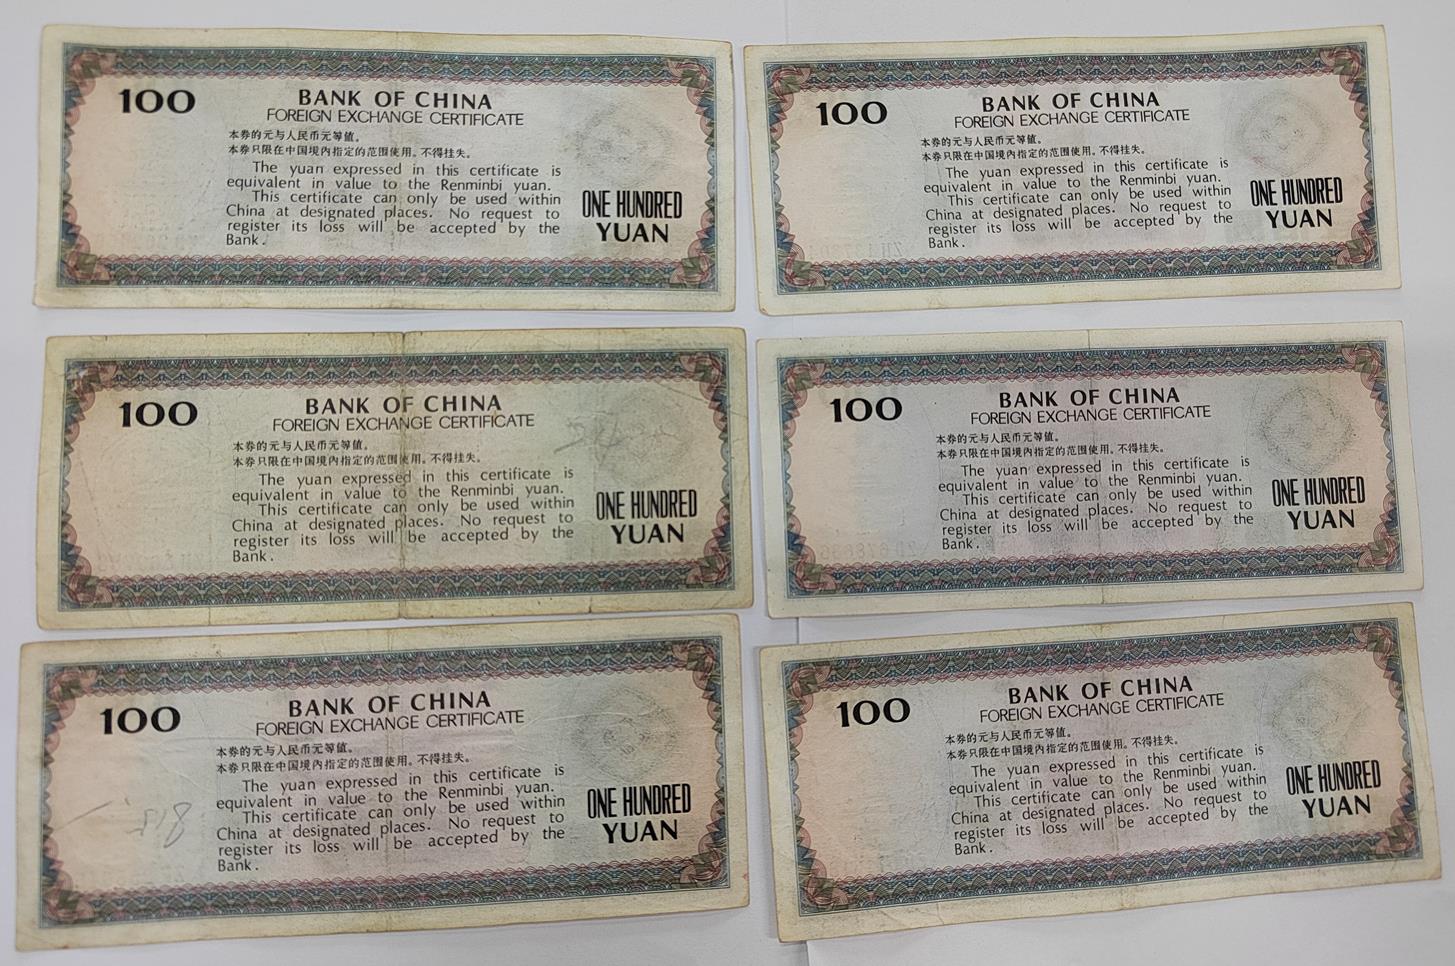 100
BANK OF CHINA
FOREIGN EXCHANGE CERTIFICATE
本券的元与人民币元等值。
本券只限在中国境内指定的范围使用。不得挂失。
The yuan expressed in this certificate is
equivalent in value to the Renminbi yuan.
This certificate can only be used within
China at designated places. No request to
register its loss will be accepted by the
Bank.
ONE HUNDRED
YUAN
100
BANK OF CHINA
FOREIGN EXCHANGE CERTIFICATE
本券的元与人民币元等值。
本券只限在中国境内指定的范围使用。不得挂失。
The yuan expressed in this certificate is
equivalent in value to the Renminbi yuan.
This certificate can only be used within
China at designated places. No request to
register its loss will be accepted by the
Bank.
ONE HUNDRED
YUAN
100
BANK OF CHINA
FOREIGN EXCHANGE CERTIFICATE
本券的元与人民币元等值。
本券只限在中国境内指定的范围使用。不得挂失。
The yuan expressed in this certificate is
equivalent in value to the Renminbi yuan.
This certificate can only be used within
China at designated places. No request to
register its loss will be accepted by the
Bank.
ONE HUNDRED
YUAN
100
BANK OF CHINA
FOREIGN EXCHANGE CERTIFICATE
本券的元与人民币元等值。
本券只限在中国境内指定的范围使用。不得挂失。
The yuan expressed in this certificate is
equivalent in value to the Renminbi yuan.
This certificate can only be used within
China at designated places. No request to
register its loss will be accepted by the
Bank.
ONE HUNDRED
YUAN
100
BANK OF CHINA
FOREIGN EXCHANGE CERTIFICATE
本券的元与人民币元等值。
本券只限在中国境内指定的范围使用。不得挂失。
The yuan expressed in this certificate is
equivalent in value to the Renminbi yuan.
This certificate can only be used within
China at designated places. No request to
register its loss will be accepted by the
Bank.
ONE HUNDRED
YUAN
100
BANK OF CHINA
FOREIGN EXCHANGE CERTIFICATE
本券的元与人民币元等值。
本券只限在中国境内指定的范围使用。不得挂失。
The yuan expressed in this certificate is
equivalent in value to the Renminbi yuan.
This certificate can only be used within
China at designated places. No request to
register its loss will be accepted by the
Bank.
ONE HUNDRED
YUAN